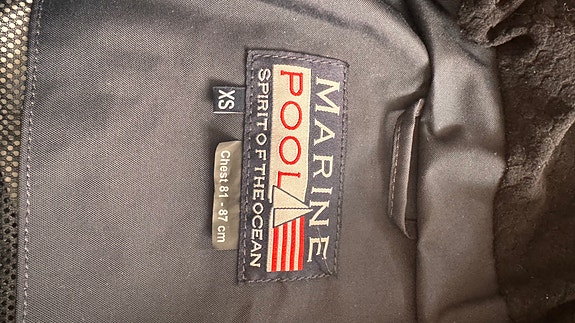 MARINE
POOL
SPIRIT OF THE OCEAN
XS
Chest 81 - 87 cm